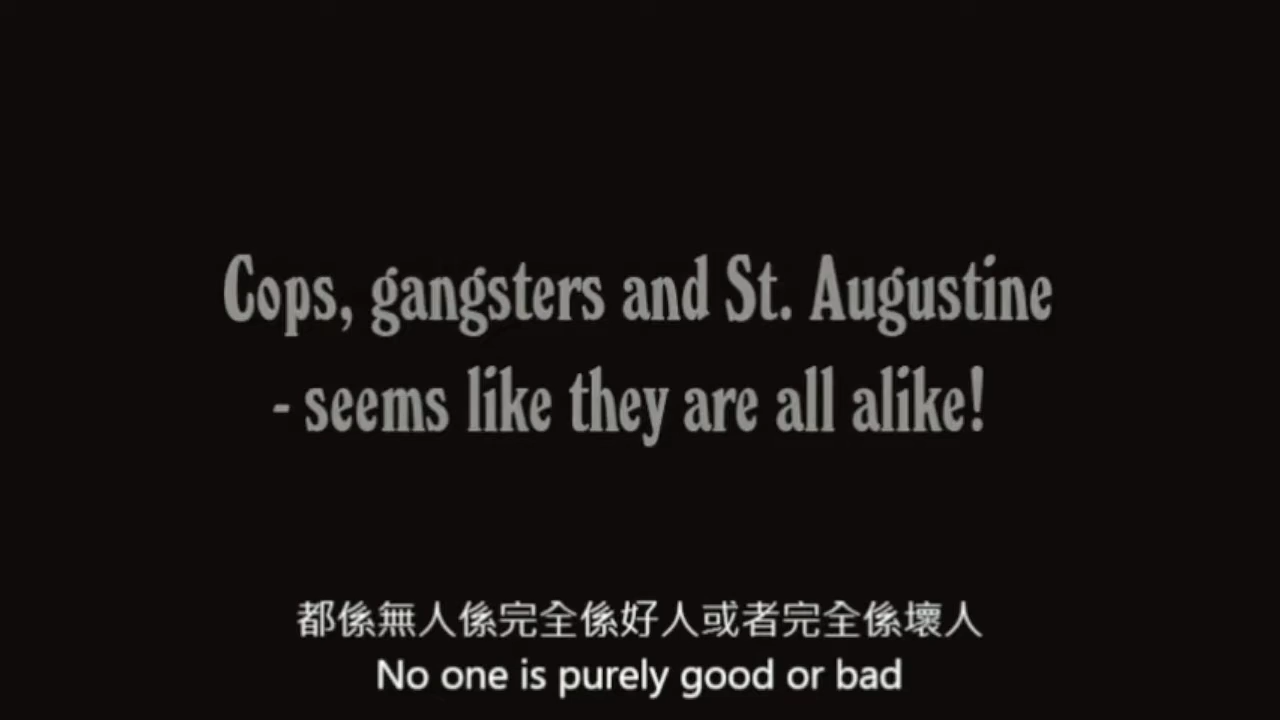 Cops, gangsters and St. Augustine
- seems like they are all alike!
都係無人係完全係好人或者完全係壞人
No one is purely good or bad